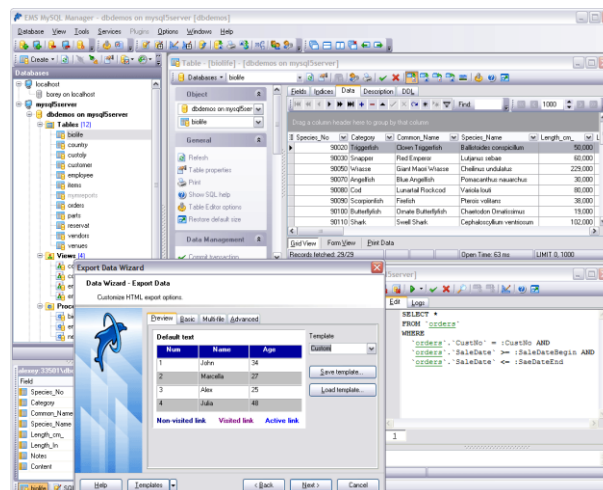 EMS MySQL Manager - dbdemos on mysql5server [dbdemos]
Database View Tools Services Plugins Options Windows Help
Create
Databases
localhost
borey on localhost
mysql5server
dbdemos on mysql5server
Tables (12)
biolife
country
custoly
customer
employee
items
nymreports
orders
parts
reservat
vendors
venues
Views (4)
Table - [biolife] - [dbdemos on mysql5server]
Databases biolife
Object
dbdemos on mysql5ser
biolife
General
Refresh
Table properties
Print
Show SQL help
Table Editor options
Restore default size
Data Management
Commit transaction
Fields Indices Data Description DDL
Find 1000
Drag a column header here to group by that column
Species_No Category Common_Name Species_Name Length_cm_
90020 Triggerfish Clown Triggerfish Ballistoides conspicillum 50,000
90030 Snapper Red Emperor Lutjanus sebae 60,000
90050 Wrasse Giant Maori Wrasse Cheilinus undulatus 229,000
90070 Angelfish Blue Angelfish Pomacanthus nauarchus 30,000
90080 Cod Lunartail Rockcod Variola louti 80,000
90090 Scorpionfish Firefish Pterois volitans 38,000
90100 Butterflyfish Ornate Butterflyfish Chaetodon Ornatissimus 19,000
90110 Shark Swell Shark Cephaloscyllium ventriosum 102,000
Grid View Form View Print Data
Records fetched: 29/29 Open Time: 63 ms LIMIT 0, 1000
Export Data Wizard
Data Wizard - Export Data
Customize HTML export options.
Preview Basic Multi-file Advanced
Default text
Num Name Age
1 John 34
2 Marcella 27
3 Alex 25
4 Julia 48
Non-visited link Visited link Active link
Template
Custom
Save template...
Load template...
Help Templates < Back Next > Cancel
Edit Logs
SELECT *
FROM `orders`
WHERE
`orders`.`CustNo` = :CustNo AND
`orders`.`SaleDate` >= :SaleDateBegin AND
`orders`.`SaleDate` <= :SaeDateEnd
1
Field
Species_No
Category
Common_Name
Species_Name
Length_cm_
Length_In
Notes
Content
biolife